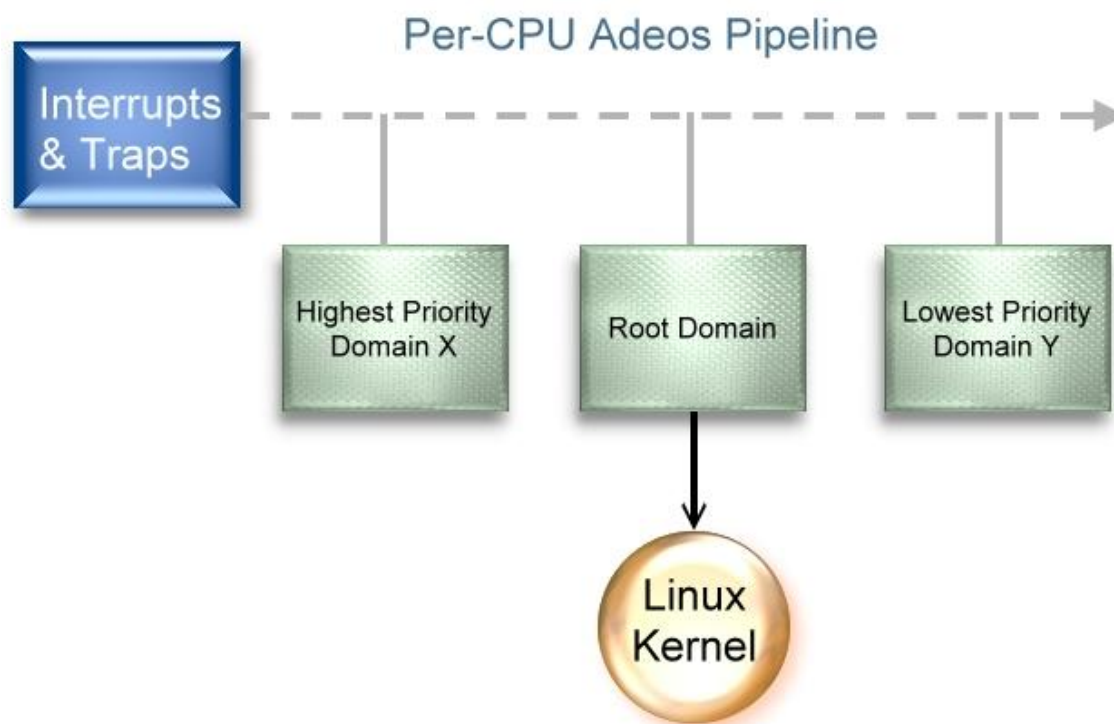 Per-CPU Adeos Pipeline
Interrupts
& Traps
Highest Priority
Domain X
Root Domain
Lowest Priority
Domain Y
Linux
Kernel